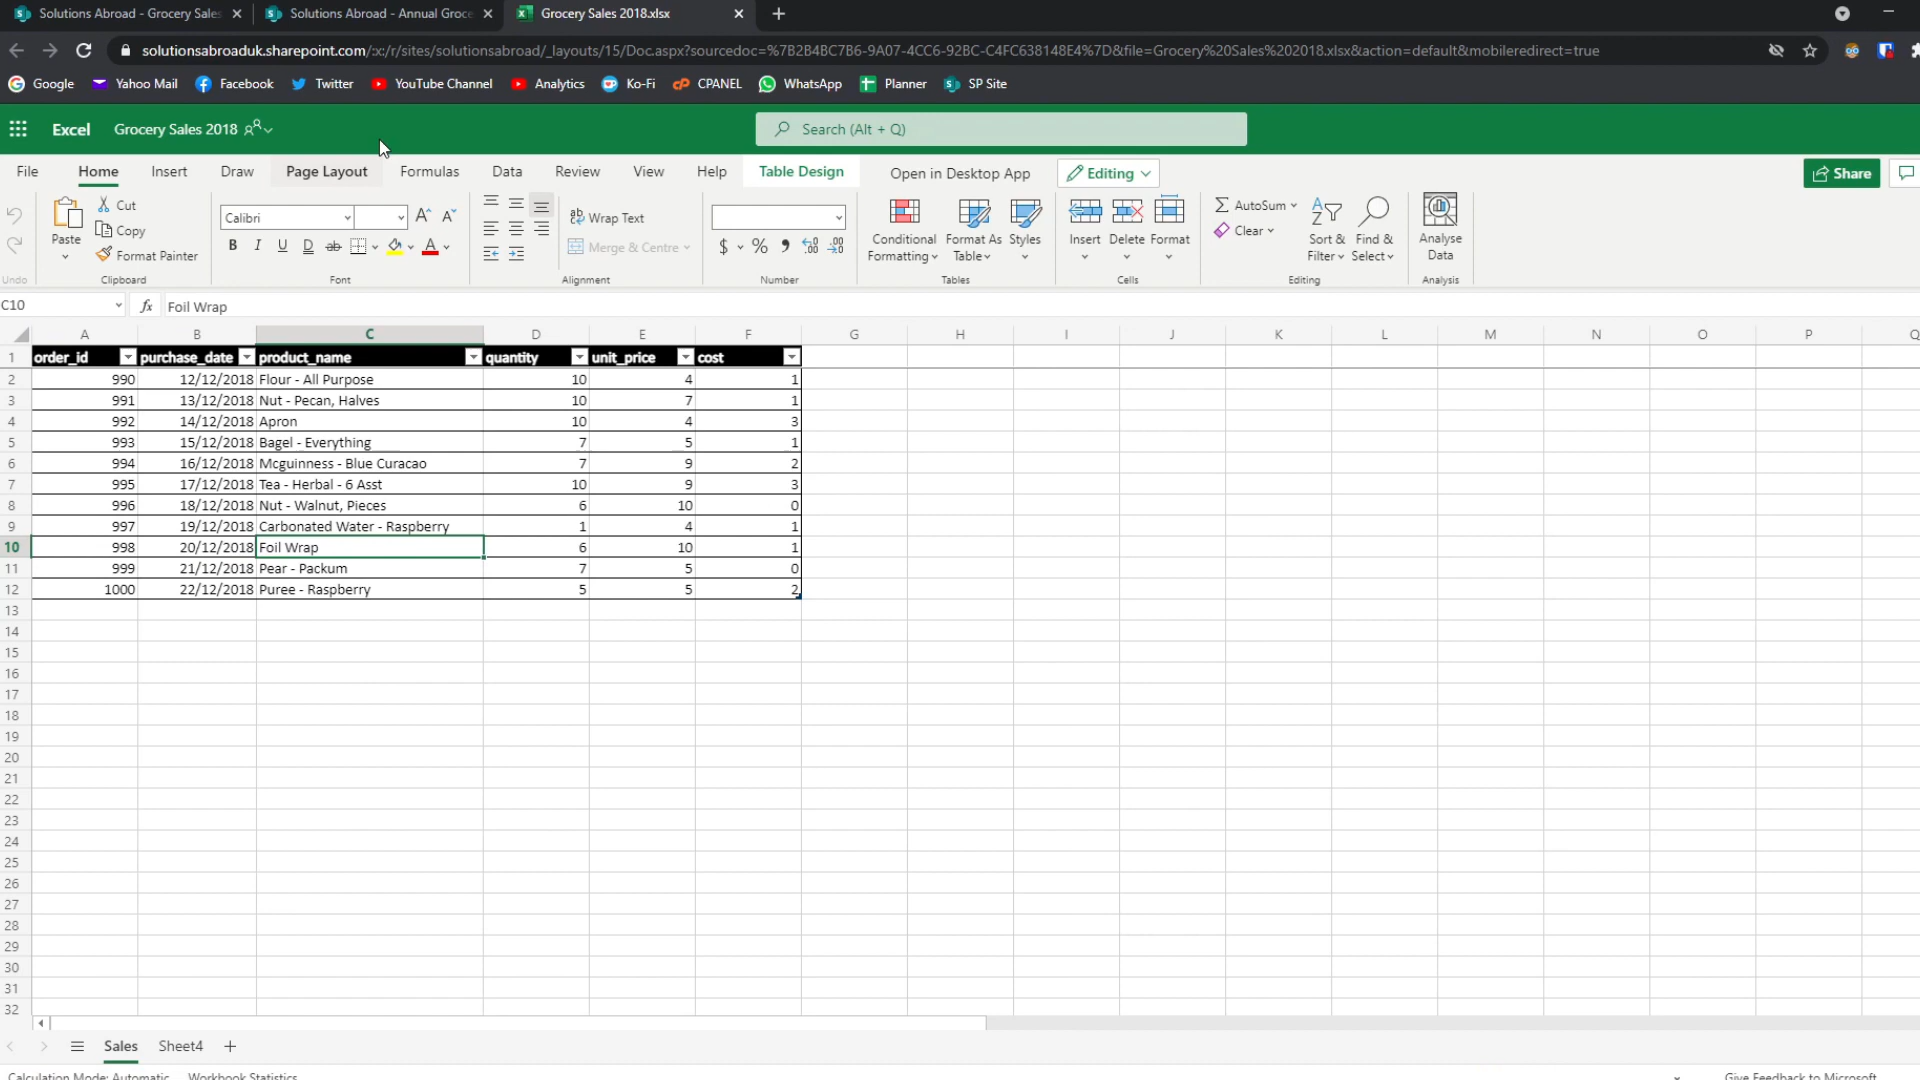 Solutions Abroad - Grocery Sales
Solutions Abroad - Annual Groce
Grocery Sales 2018.xlsx
solutionsabroaduk.sharepoint.com/:x:/r/sites/solutionsabroad/_layouts/15/Doc.aspx?sourcedoc=%7B2B4BC7B6-9A07-4CC6-92BC-C4FC638148E4%7D&file=Grocery%20Sales%202018.xlsx&action=default&mobileredirect=true
Google Yahoo Mail Facebook Twitter YouTube Channel Analytics Ko-Fi CPANEL WhatsApp Planner SP Site
Excel Grocery Sales 2018 Search (Alt + Q)
File Home Insert Draw Page Layout Formulas Data Review View Help Table Design Open in Desktop App Editing Share
Cut
Copy
Format Painter
Paste
Undo
Clipboard
Calibri
B I U D ab A
Font
Wrap Text
Merge & Centre
Alignment
$ % 9
Number
Conditional Formatting
Format As Table
Styles
Tables
Insert Delete Format
Cells
AutoSum
Clear
Sort & Filter
Find & Select
Editing
Analyse Data
Analysis
C10 fx Foil Wrap
A B C D E F G H I J K L M N O P Q
1 order_id purchase_date product_name quantity unit_price cost
2 990 12/12/2018 Flour - All Purpose 10 4 1
3 991 13/12/2018 Nut - Pecan, Halves 10 7 1
4 992 14/12/2018 Apron 10 4 3
5 993 15/12/2018 Bagel - Everything 7 5 1
6 994 16/12/2018 Mcguinness - Blue Curacao 7 9 2
7 995 17/12/2018 Tea - Herbal - 6 Asst 10 9 3
8 996 18/12/2018 Nut - Walnut, Pieces 6 10 0
9 997 19/12/2018 Carbonated Water - Raspberry 1 4 1
10 998 20/12/2018 Foil Wrap 6 10 1
11 999 21/12/2018 Pear - Packum 7 5 0
12 1000 22/12/2018 Puree - Raspberry 5 5 2
13
14
15
16
17
18
19
20
21
22
23
24
25
26
27
28
29
30
31
32
Sales Sheet4
Calculation Mode: Automatic Workbook Statistics Give Feedback to Microsoft